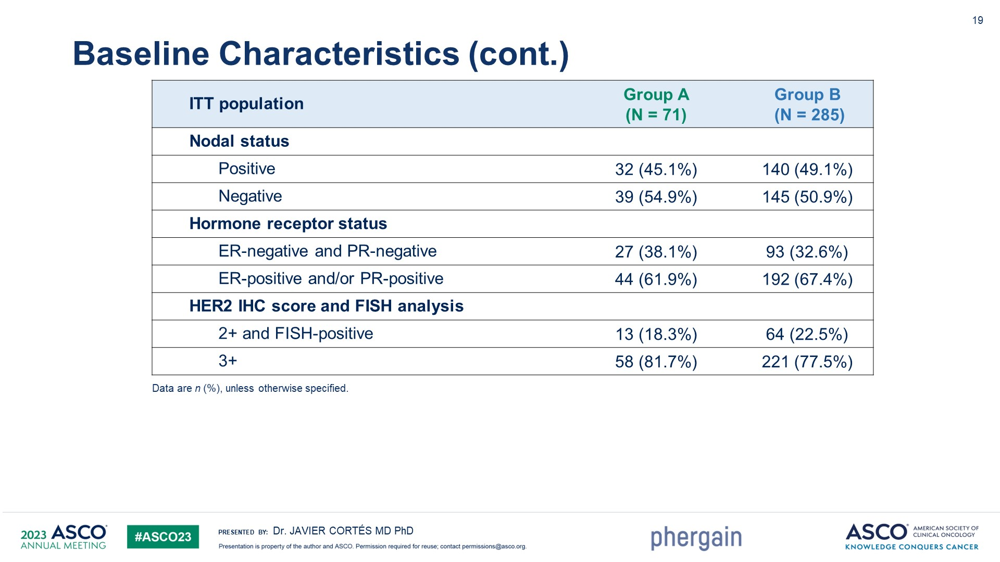 19
Baseline Characteristics (cont.)
ITT population
Group A
(N = 71)
Group B
(N = 285)
Nodal status
Positive 32 (45.1%) 140 (49.1%)
Negative 39 (54.9%) 145 (50.9%)
Hormone receptor status
ER-negative and PR-negative 27 (38.1%) 93 (32.6%)
ER-positive and/or PR-positive 44 (61.9%) 192 (67.4%)
HER2 IHC score and FISH analysis
2+ and FISH-positive 13 (18.3%) 64 (22.5%)
3+ 58 (81.7%) 221 (77.5%)
Data are n (%), unless otherwise specified.
2023 ASCO®
ANNUAL MEETING
#ASCO23
PRESENTED BY: Dr. JAVIER CORTÉS MD PhD
Presentation is property of the author and ASCO. Permission required for reuse; contact permissions@asco.org.
phergain
ASCO® AMERICAN SOCIETY OF
CLINICAL ONCOLOGY
KNOWLEDGE CONQUERS CANCER